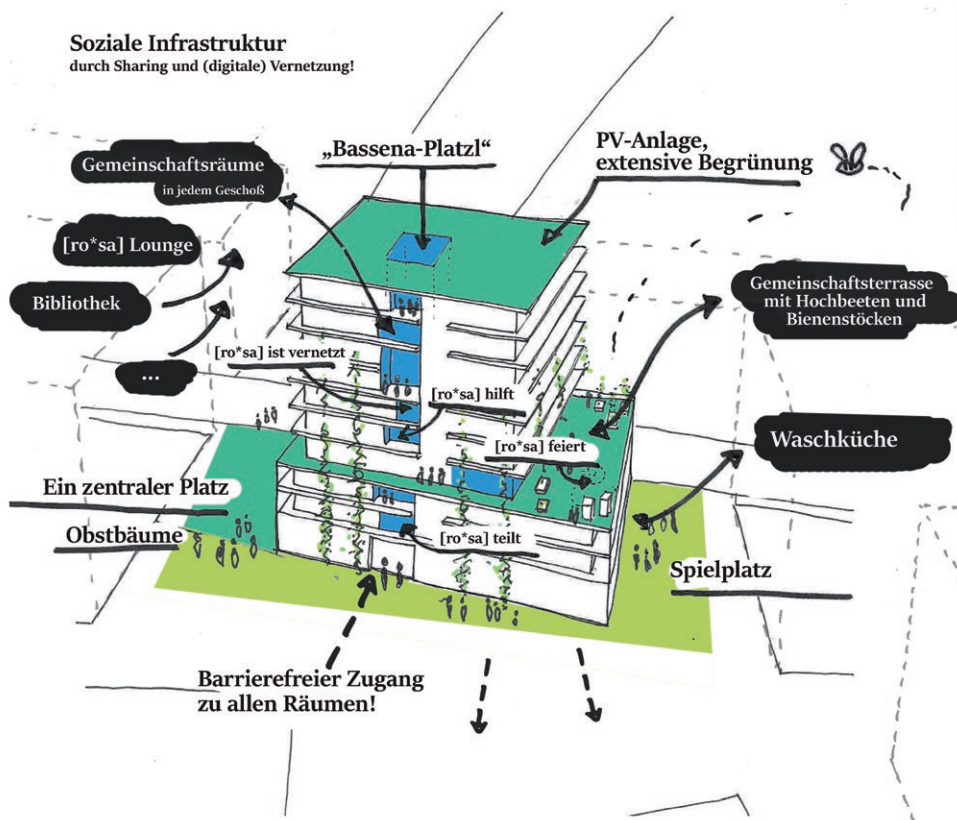 Soziale Infrastruktur
durch Sharing und (digitale) Vernetzung!
„Bassena-Platzl“
PV-Anlage,
extensive Begrünung
Gemeinschaftsräume
in jedem Geschoß
[ro*sa] Lounge
Bibliothek
...
Gemeinschaftsterrasse
mit Hochbeeten und
Bienenstöcken
[ro*sa] ist vernetzt
[ro*sa] hilft
[ro*sa] feiert
Waschküche
Ein zentraler Platz
Obstbäume
[ro*sa] teilt
Spielplatz
Barrierefreier Zugang
zu allen Räumen!